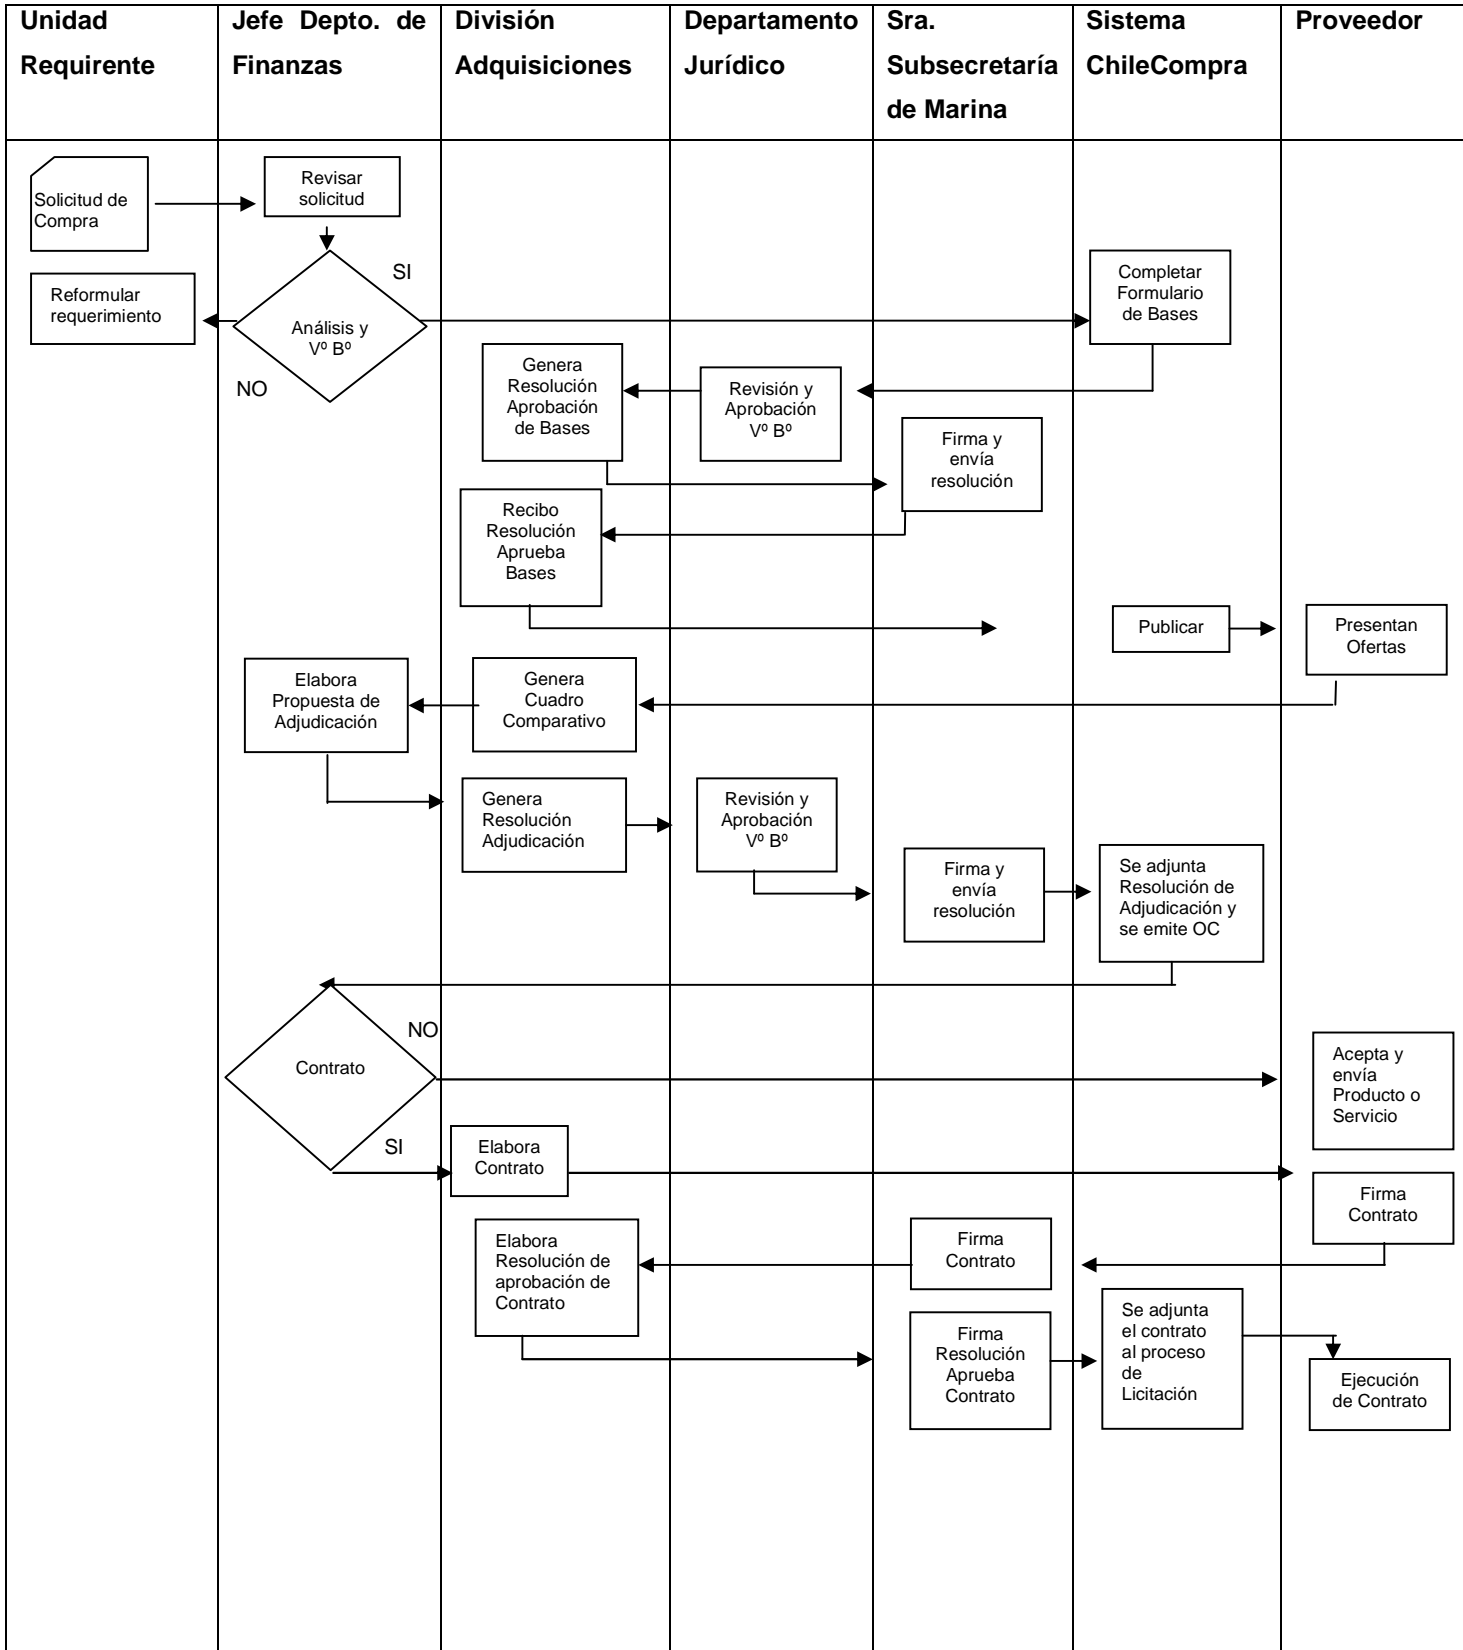 Unidad
Requirente
Jefe Depto. de
Finanzas
División
Adquisiciones
Departamento
Jurídico
Sra.
Subsecretaría
de Marina
Sistema
ChileCompra
Proveedor
Solicitud de
Compra
Revisar
solicitud
SI
Reformular
requerimiento
Análisis y
Vº Bº
NO
Completar
Formulario
de Bases
Genera
Resolución
Aprobación
de Bases
Revisión y
Aprobación
Vº Bº
Firma y
envía
resolución
Recibo
Resolución
Aprueba
Bases
Publicar
Presentan
Ofertas
Elabora
Propuesta de
Adjudicación
Genera
Cuadro
Comparativo
Genera
Resolución
Adjudicación
Revisión y
Aprobación
Vº Bº
Firma y
envía
resolución
Se adjunta
Resolución de
Adjudicación y
se emite OC
NO
Contrato
SI
Acepta y
envía
Producto o
Servicio
Elabora
Contrato
Firma
Contrato
Elabora
Resolución de
aprobación de
Contrato
Firma
Contrato
Firma
Resolución
Aprueba
Contrato
Se adjunta
el contrato
al proceso
de
Licitación
Ejecución
de Contrato